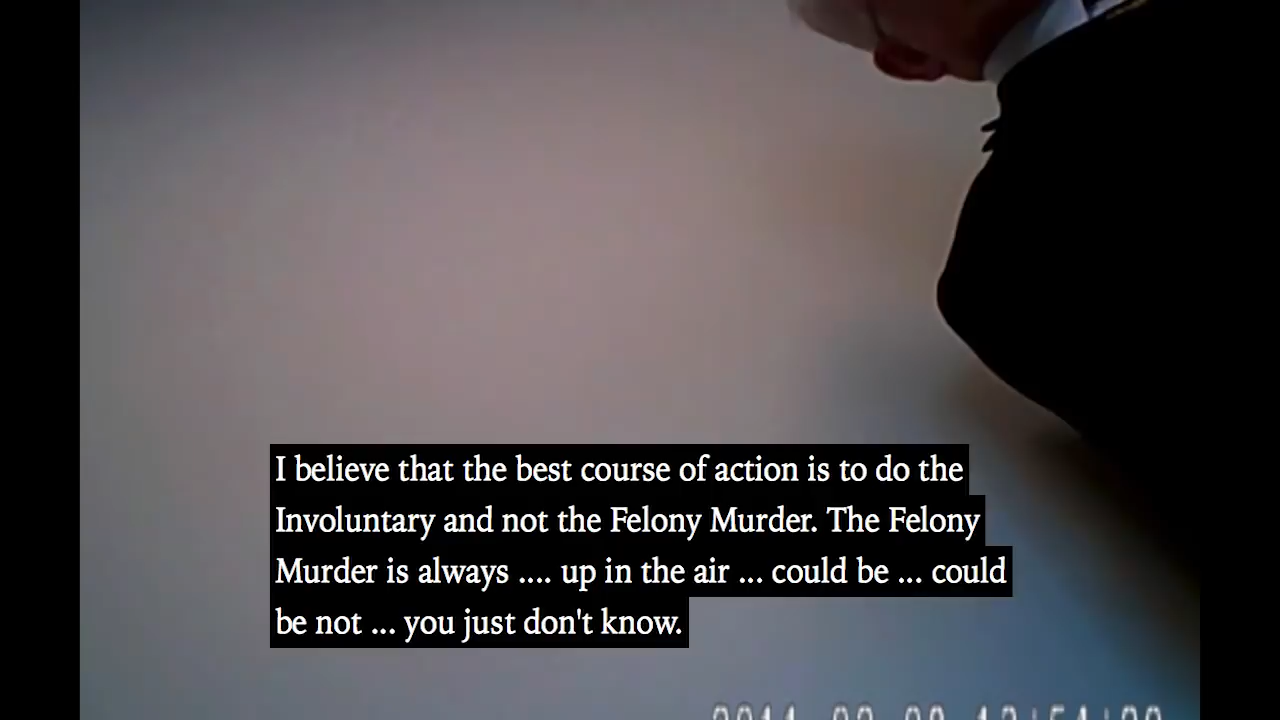 I believe that the best course of action is to do the
Involuntary and not the Felony Murder. The Felony
Murder is always .... up in the air ... could be ... could
be not ... you just don't know.